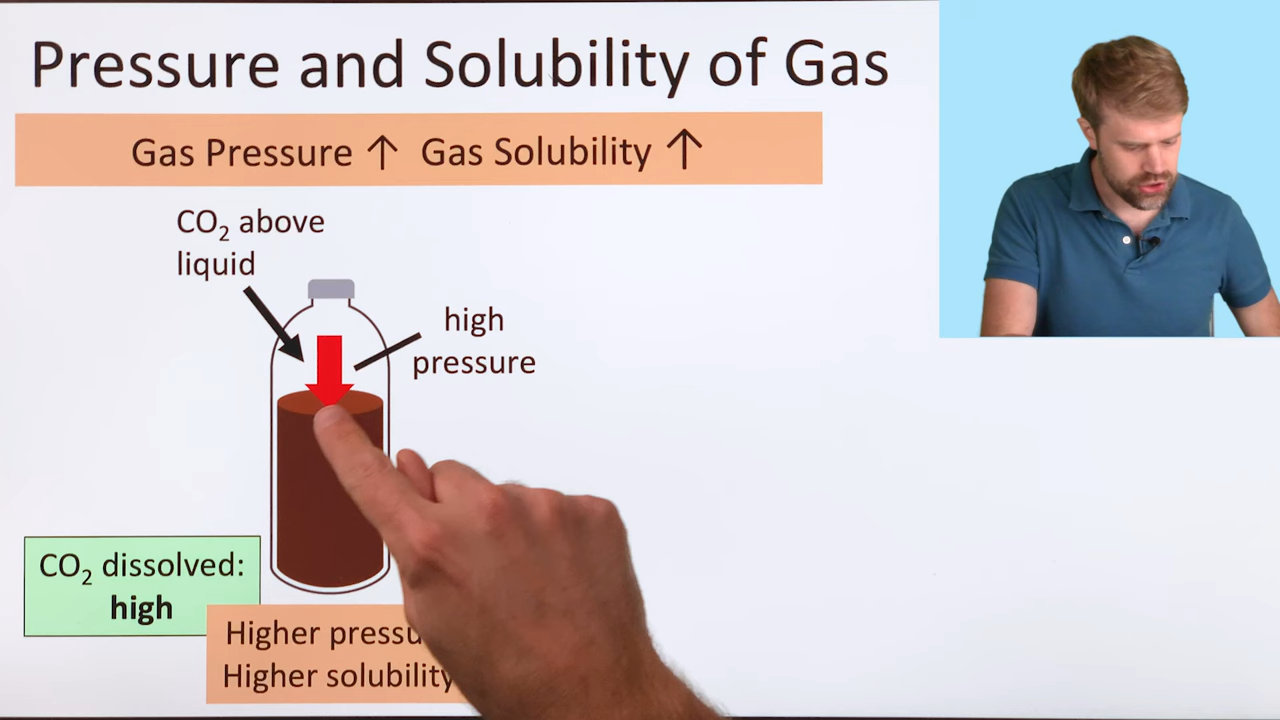 Pressure and Solubility of Gas
Gas Pressure ↑ Gas Solubility ↑
CO₂ above
liquid
high
pressure
CO₂ dissolved:
high
Higher
Higher solubility